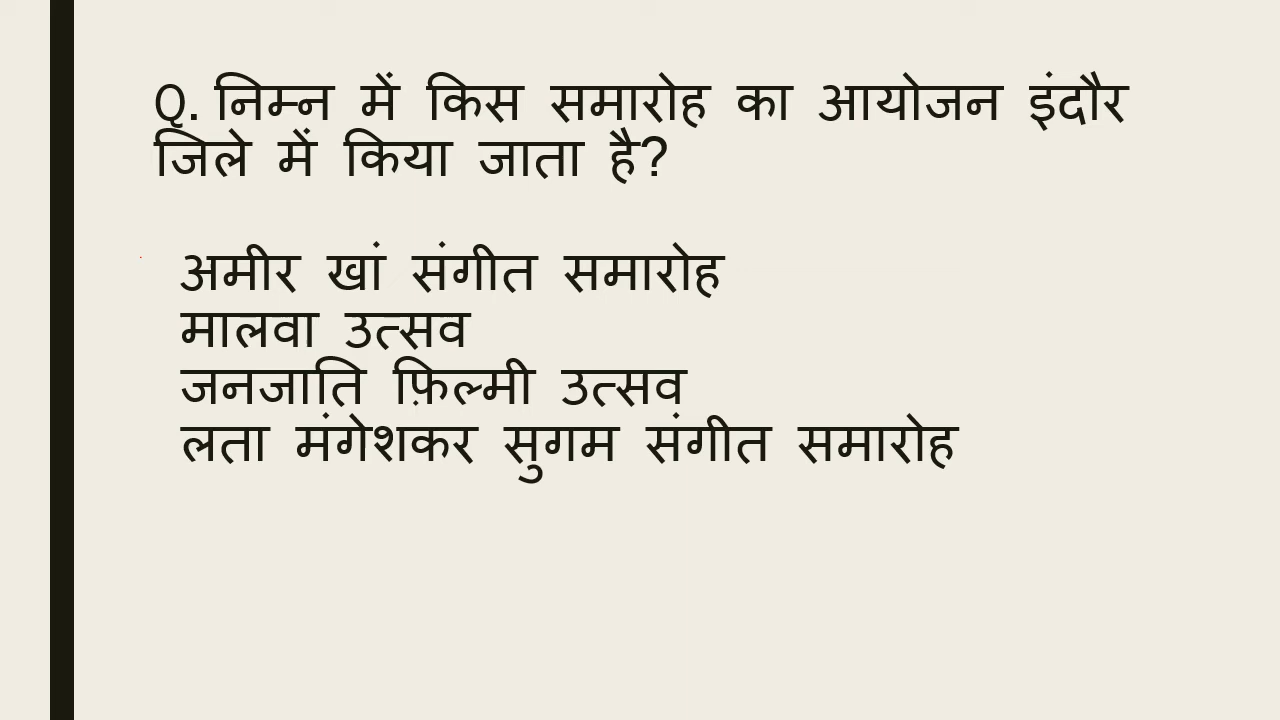 Q. निम्न में किस समारोह का आयोजन इंदौर
जिले में किया जाता है?
अमीर खां संगीत समारोह
मालवा उत्सव
जनजाति फ़िल्मी उत्सव
लता मंगेशकर सुगम संगीत समारोह